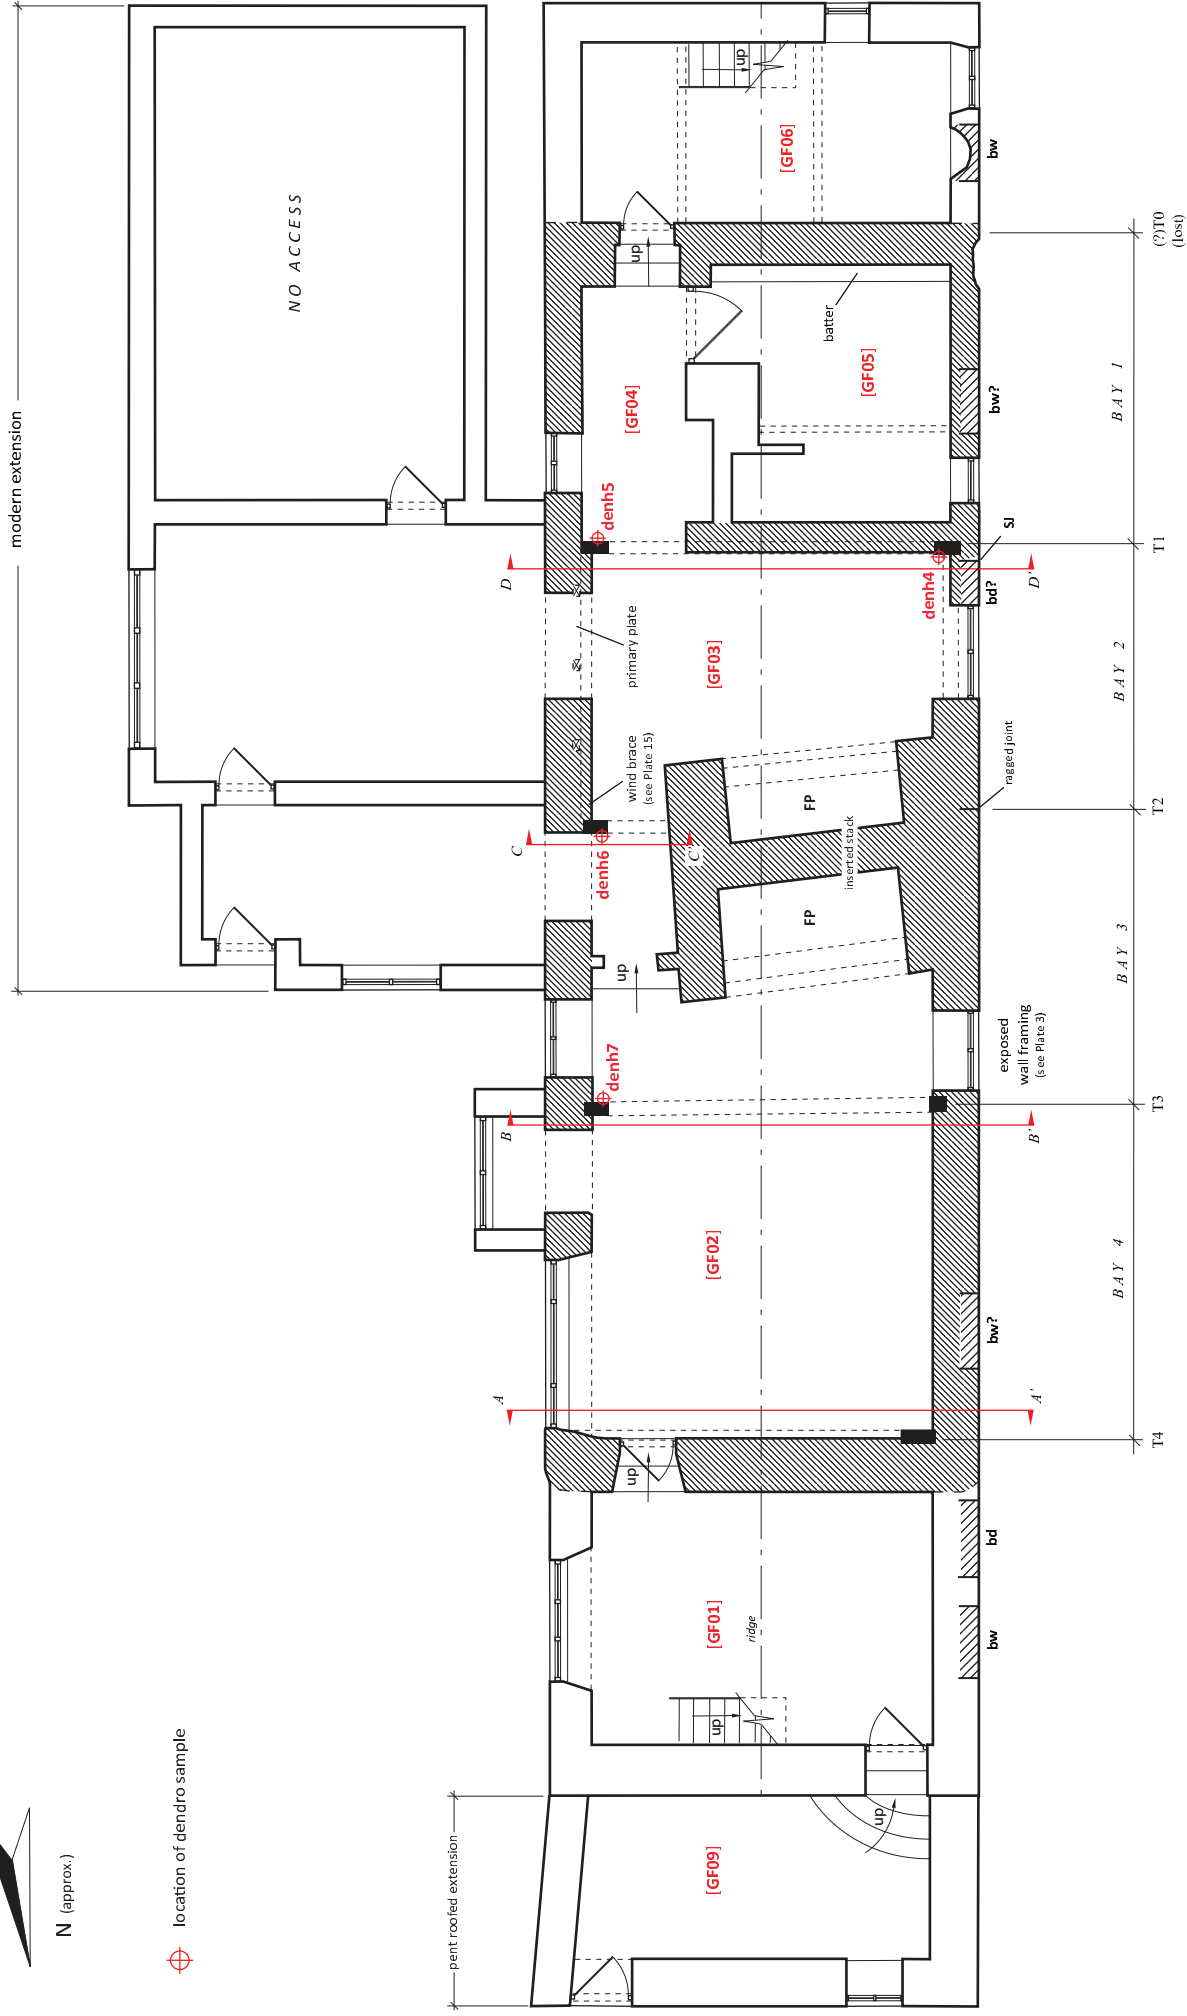 modern extension
NO ACCESS
up
[GF06]
bw
(?)T0
(lost)
up
batter
[GF05]
[GF04]
bw?
BAY 1
denh5
SJ
T1
D
D'
denh4
bd?
primary plate
[GF03]
BAY 2
wind brace
(see Plate 15)
ragged joint
FP
T2
inserted stack
C
C'
denh6
FP
up
BAY 3
exposed
wall framing
(see Plate 3)
denh7
T3
B
B'
[GF02]
BAY 4
bw?
A
A'
T4
up
bd
[GF01]
ridge
bw
up
up
pent roofed extension
[GF09]
location of dendro sample
N (approx.)